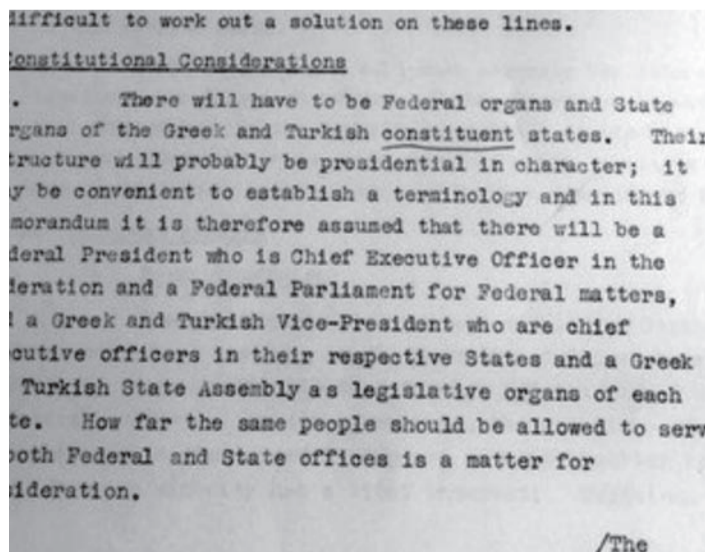 difficult to work out a solution on these lines.
Constitutional Considerations
. There will have to be Federal organs and State
rgans of the Greek and Turkish constituent states. Their
tructure will probably be presidential in character; it
y be convenient to establish a terminology and in this
morandum it is therefore assumed that there will be a
deral President who is Chief Executive Officer in the
deration and a Federal Parliament for Federal matters,
d a Greek and Turkish Vice-President who are chief
ecutive officers in their respective States and a Greek
Turkish State Assembly as legislative organs of each
te. How far the same people should be allowed to serv
both Federal and State offices is a matter for
sideration.
/The